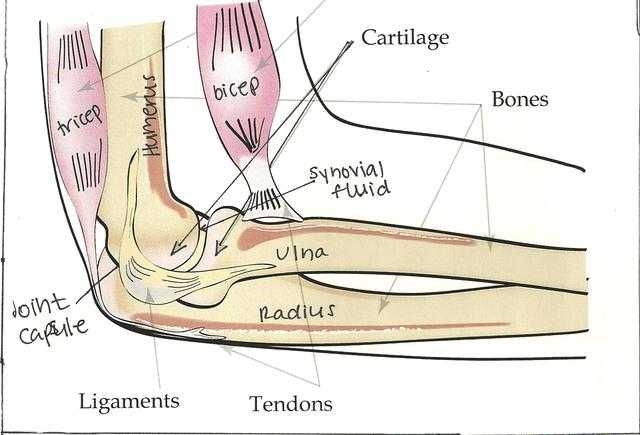 Cartilage
bicep
Humerus
Bones
tricep
synovial
fluid
Ulna
Joint
capsule
Radius
Ligaments
Tendons